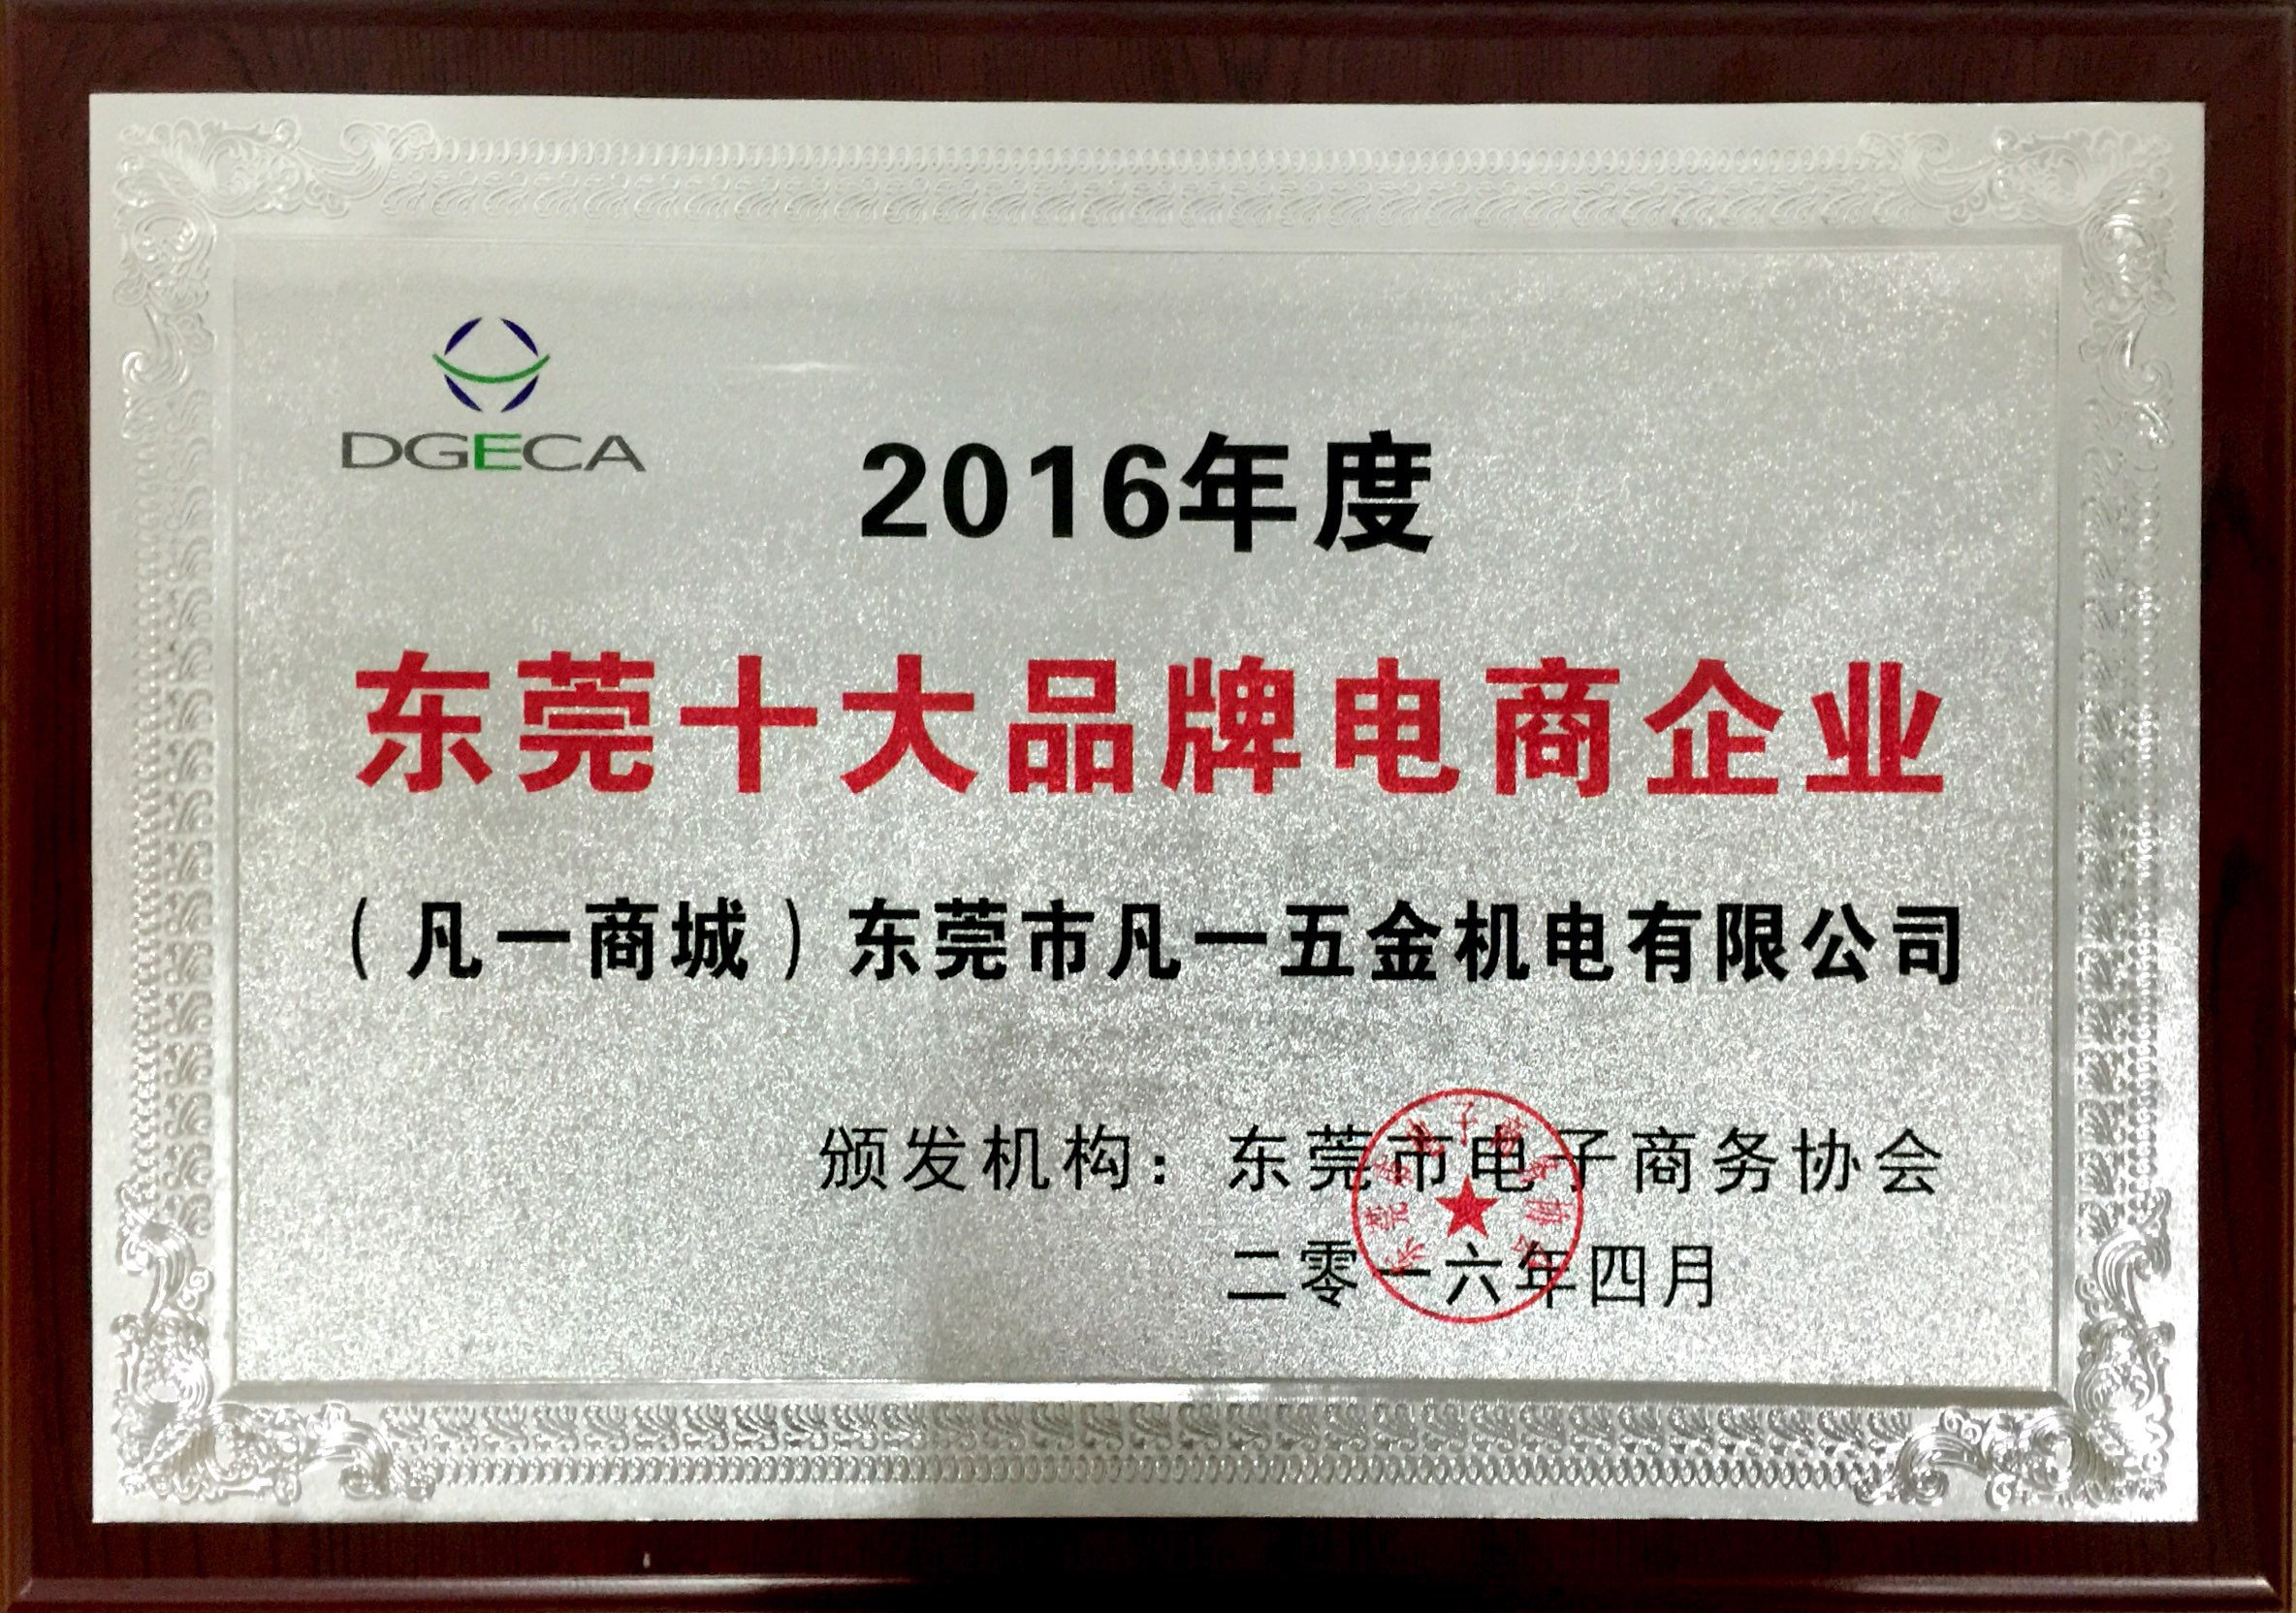 DGECA
2016年度
东莞十大品牌电商企业
（凡一商城）东莞市凡一五金机电有限公司
颁发机构：东莞市电子商务协会
二零一六年四月